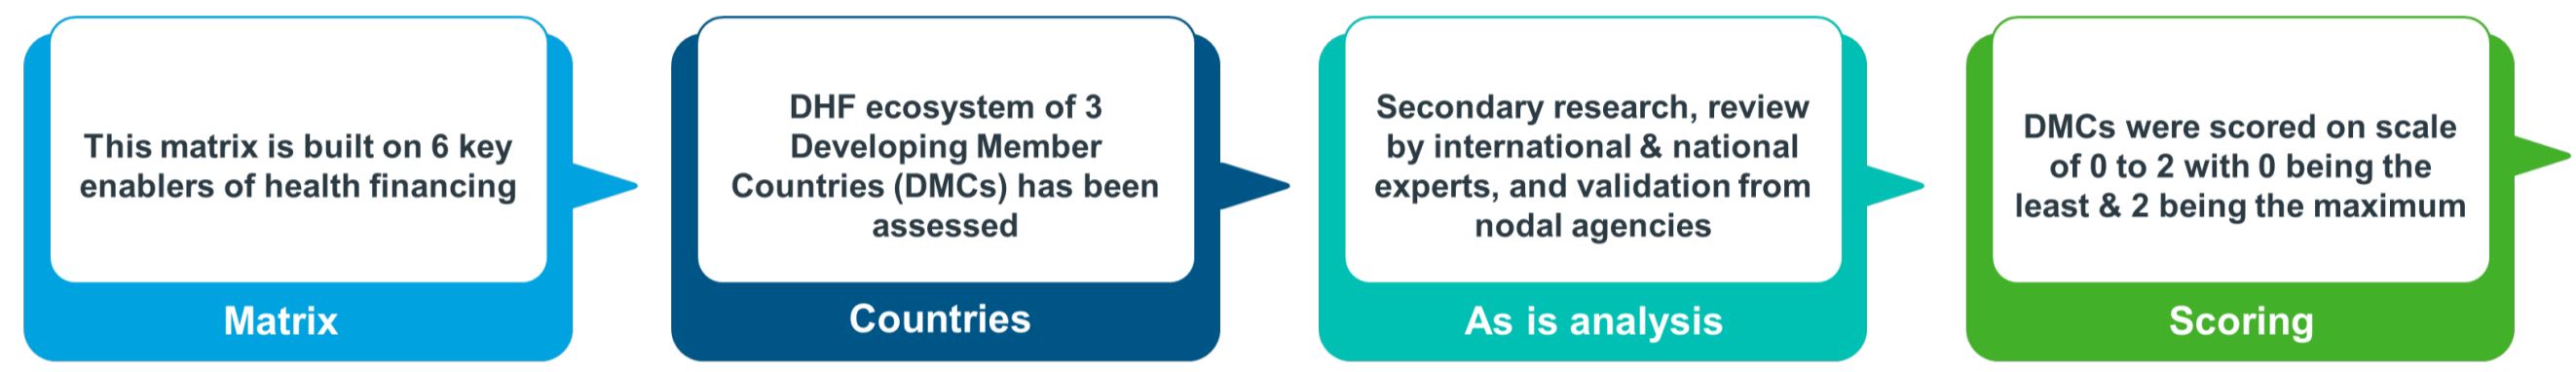 This matrix is built on 6 key
enablers of health financing
Matrix
DHF ecosystem of 3
Developing Member
Countries (DMCs) has been
assessed
Countries
Secondary research, review
by international & national
experts, and validation from
nodal agencies
As is analysis
DMCs were scored on scale
of 0 to 2 with 0 being the
least & 2 being the maximum
Scoring